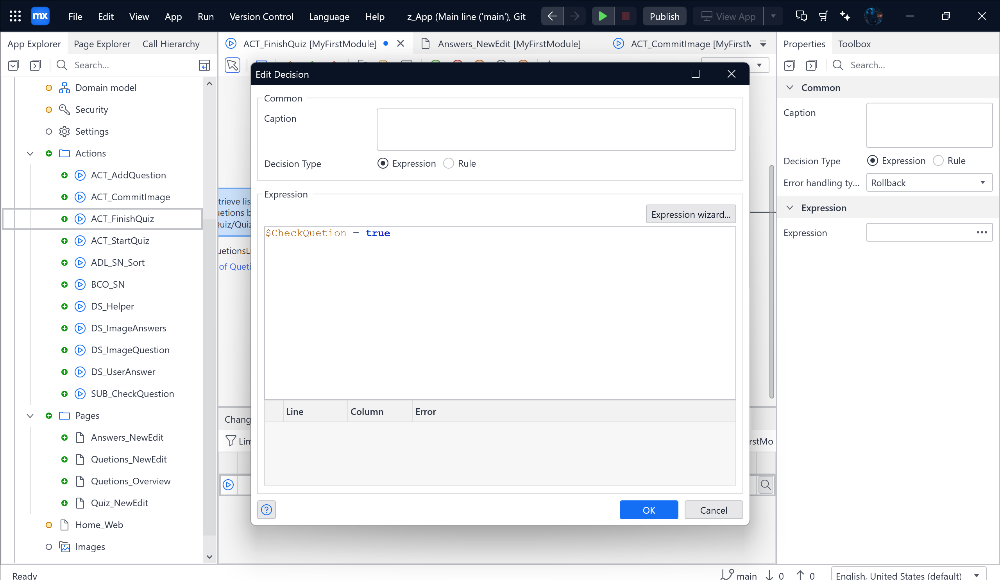 mx File Edit View App Run Version Control Language Help z_App (Main line ('main'), Git Publish View App
App Explorer Page Explorer Call Hierarchy
Search...
Domain model
Security
Settings
Actions
ACT_AddQuestion
ACT_CommitImage
ACT_FinishQuiz
ACT_StartQuiz
ADL_SN_Sort
BCO_SN
DS_Helper
DS_ImageAnswers
DS_ImageQuestion
DS_UserAnswer
SUB_CheckQuestion
Pages
Answers_NewEdit
Quetions_NewEdit
Quetions_Overview
Quiz_NewEdit
Home_Web
Images
ACT_FinishQuiz [MyFirstModule] Answers_NewEdit [MyFirstModule] ACT_CommitImage [MyFirstM
trieve lis
uetions b
Quiz/Quiz
uetionsLi
of Queti
Chang
Lim
rstMo
Edit Decision
Common
Caption
Decision Type Expression Rule
Expression
Expression wizard...
$CheckQuetion = true
Line Column Error
OK Cancel
Properties Toolbox
Search...
Common
Caption
Decision Type Expression Rule
Error handling ty... Rollback
Expression
Expression
Ready
main 0 0 English, United States (default)